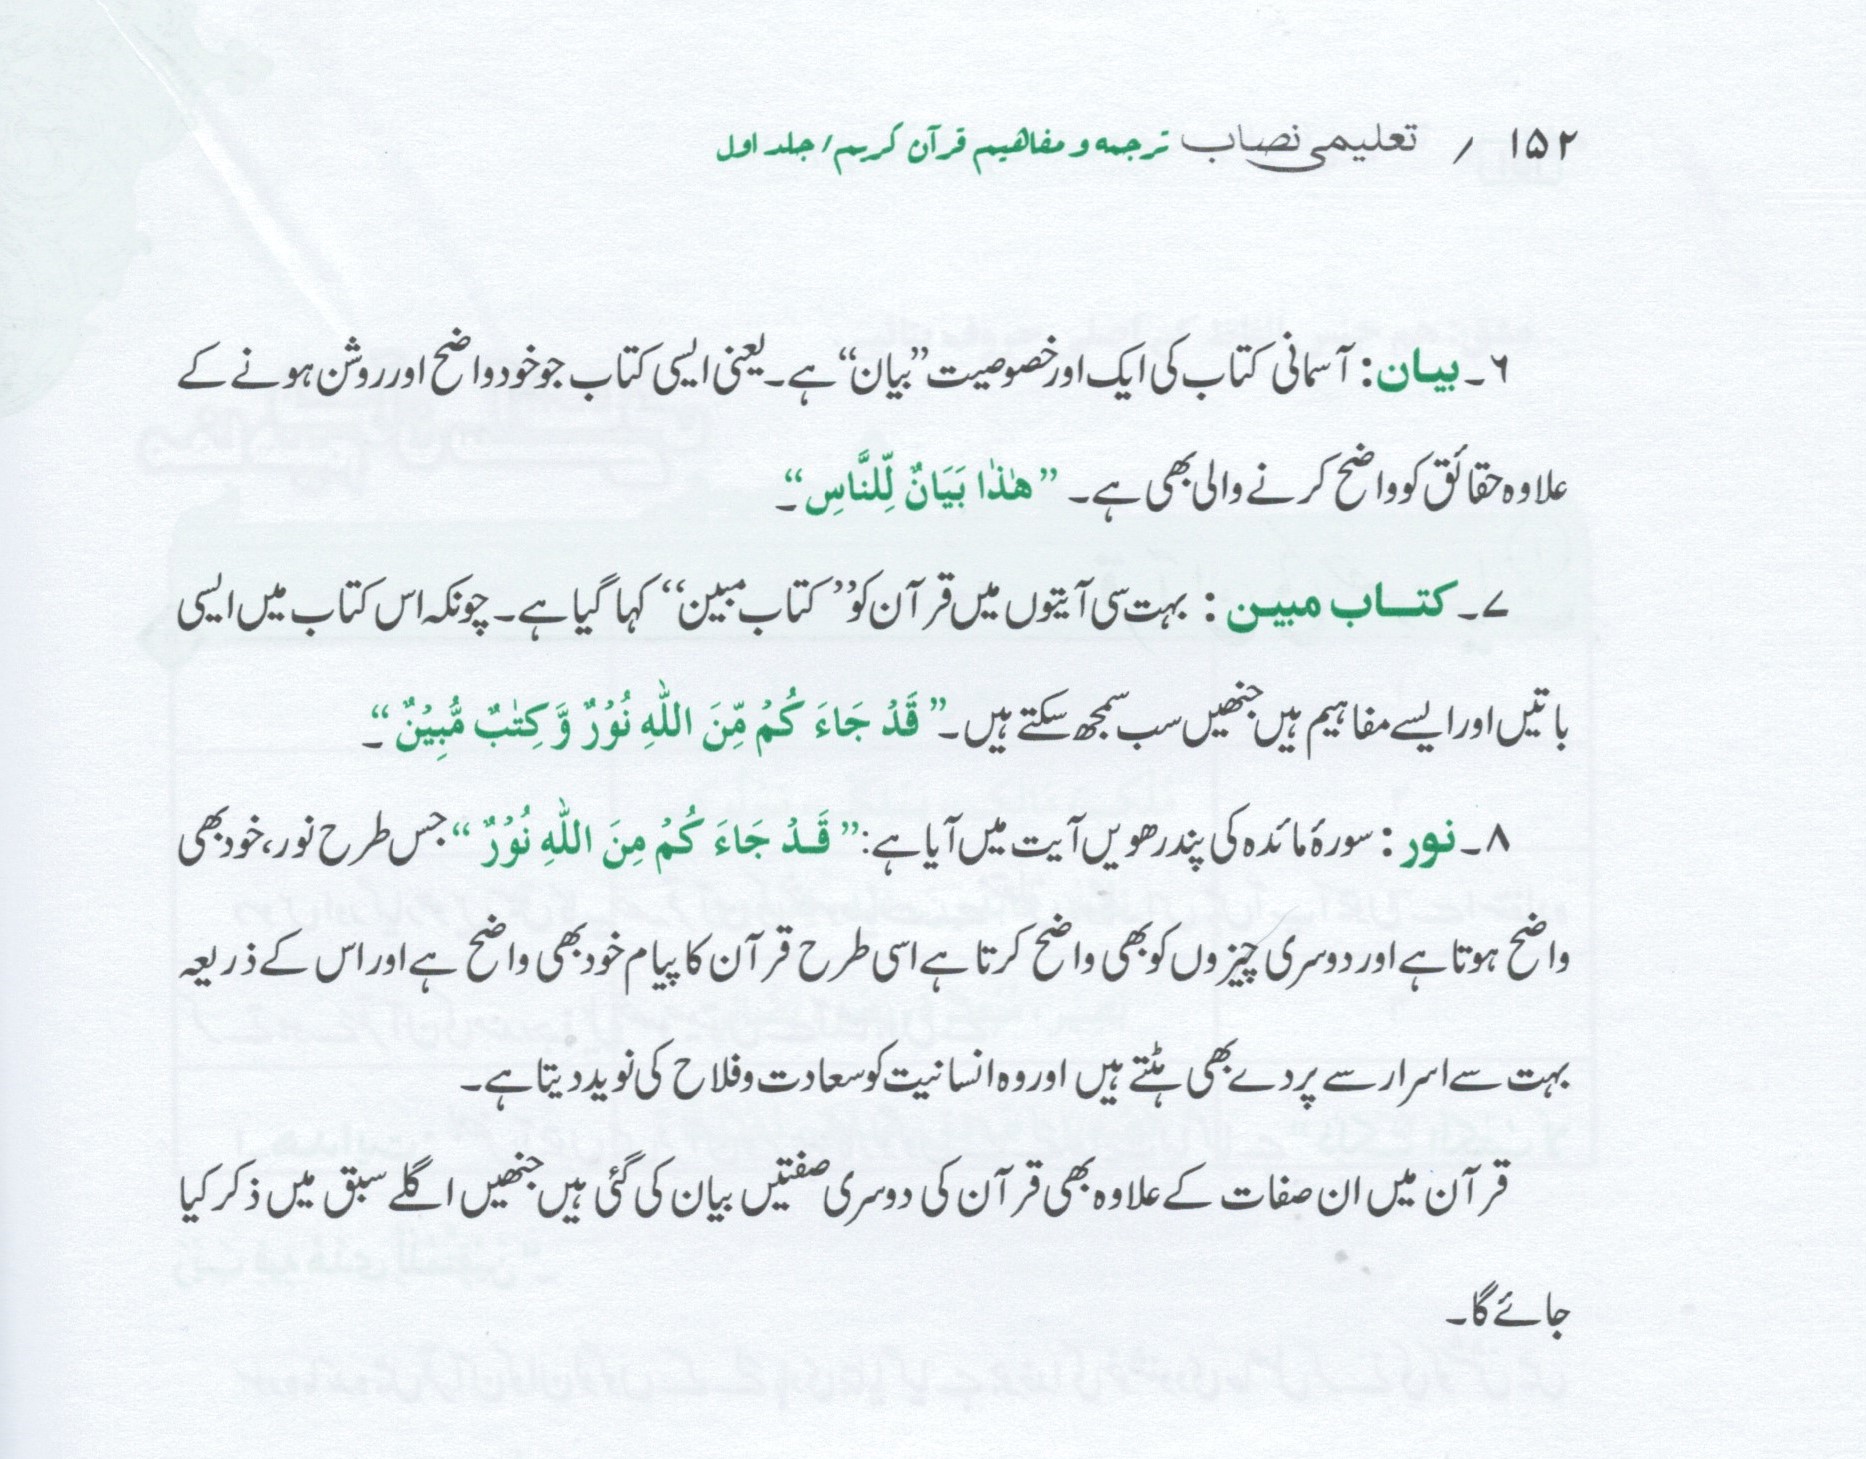 ۱۵۲ / تعلیمی نصاب ترجمه و مفاهیم قرآن کریم/ جلد اول
۶۔ بیان: آسمانی کتاب کی ایک اور خصوصیت ”بیان“ ہے۔ یعنی ایسی کتاب جو خود واضح اور روشن ہونے کے
علاوہ حقائق کو واضح کرنے والی بھی ہے۔ ”هٰذٰا بَيَانٌ لِّلنَّاسِ“۔
۷۔ کتاب مبین: بہت سی آیتوں میں قرآن کو ”کتاب مبین“ کہا گیا ہے۔ چونکہ اس کتاب میں ایسی
باتیں اور ایسے مفاہیم ہیں جنھیں سب سمجھ سکتے ہیں۔ ”قَدْ جَاءَ كُمْ مِّنَ اللّٰهِ نُوْرٌ وَّ كِتٰبٌ مُّبِيْنٌ“۔
۸۔ نور: سورۂ مائدہ کی پندرھویں آیت میں آیا ہے: ”قَدْ جَاءَ كُمْ مِنَ اللّٰهِ نُوْرٌ“ جس طرح نور، خود بھی
واضح ہوتا ہے اور دوسری چیزوں کو بھی واضح کرتا ہے اسی طرح قرآن کا پیام خود بھی واضح ہے اور اس کے ذریعہ
بہت سے اسرار سے پردے بھی ہٹتے ہیں اور وہ انسانیت کو سعادت و فلاح کی نوید دیتا ہے۔
قرآن میں ان صفات کے علاوہ بھی قرآن کی دوسری صفتیں بیان کی گئی ہیں جنھیں اگلے سبق میں ذکر کیا
جائے گا۔